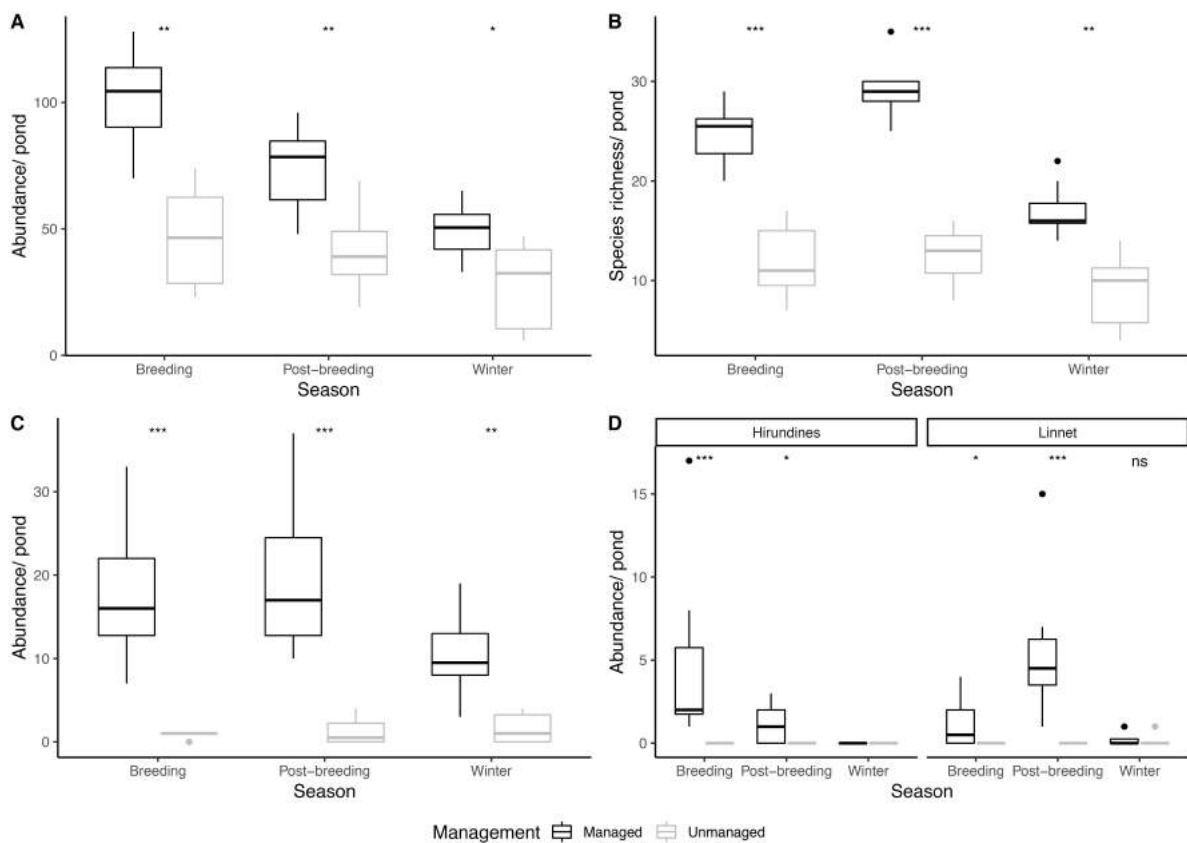 A
** ** *
100
50
0
Abundance/ pond
Breeding Post-breeding Winter
Season
B
*** *** **
30
20
10
Species richness/ pond
Breeding Post-breeding Winter
Season
C
*** *** **
30
20
10
0
Abundance/ pond
Breeding Post-breeding Winter
Season
D
Hirundines Linnet
*** * * *** ns
15
10
5
0
Abundance/ pond
Breeding Post-breeding Winter Breeding Post-breeding Winter
Season
Management Managed Unmanaged